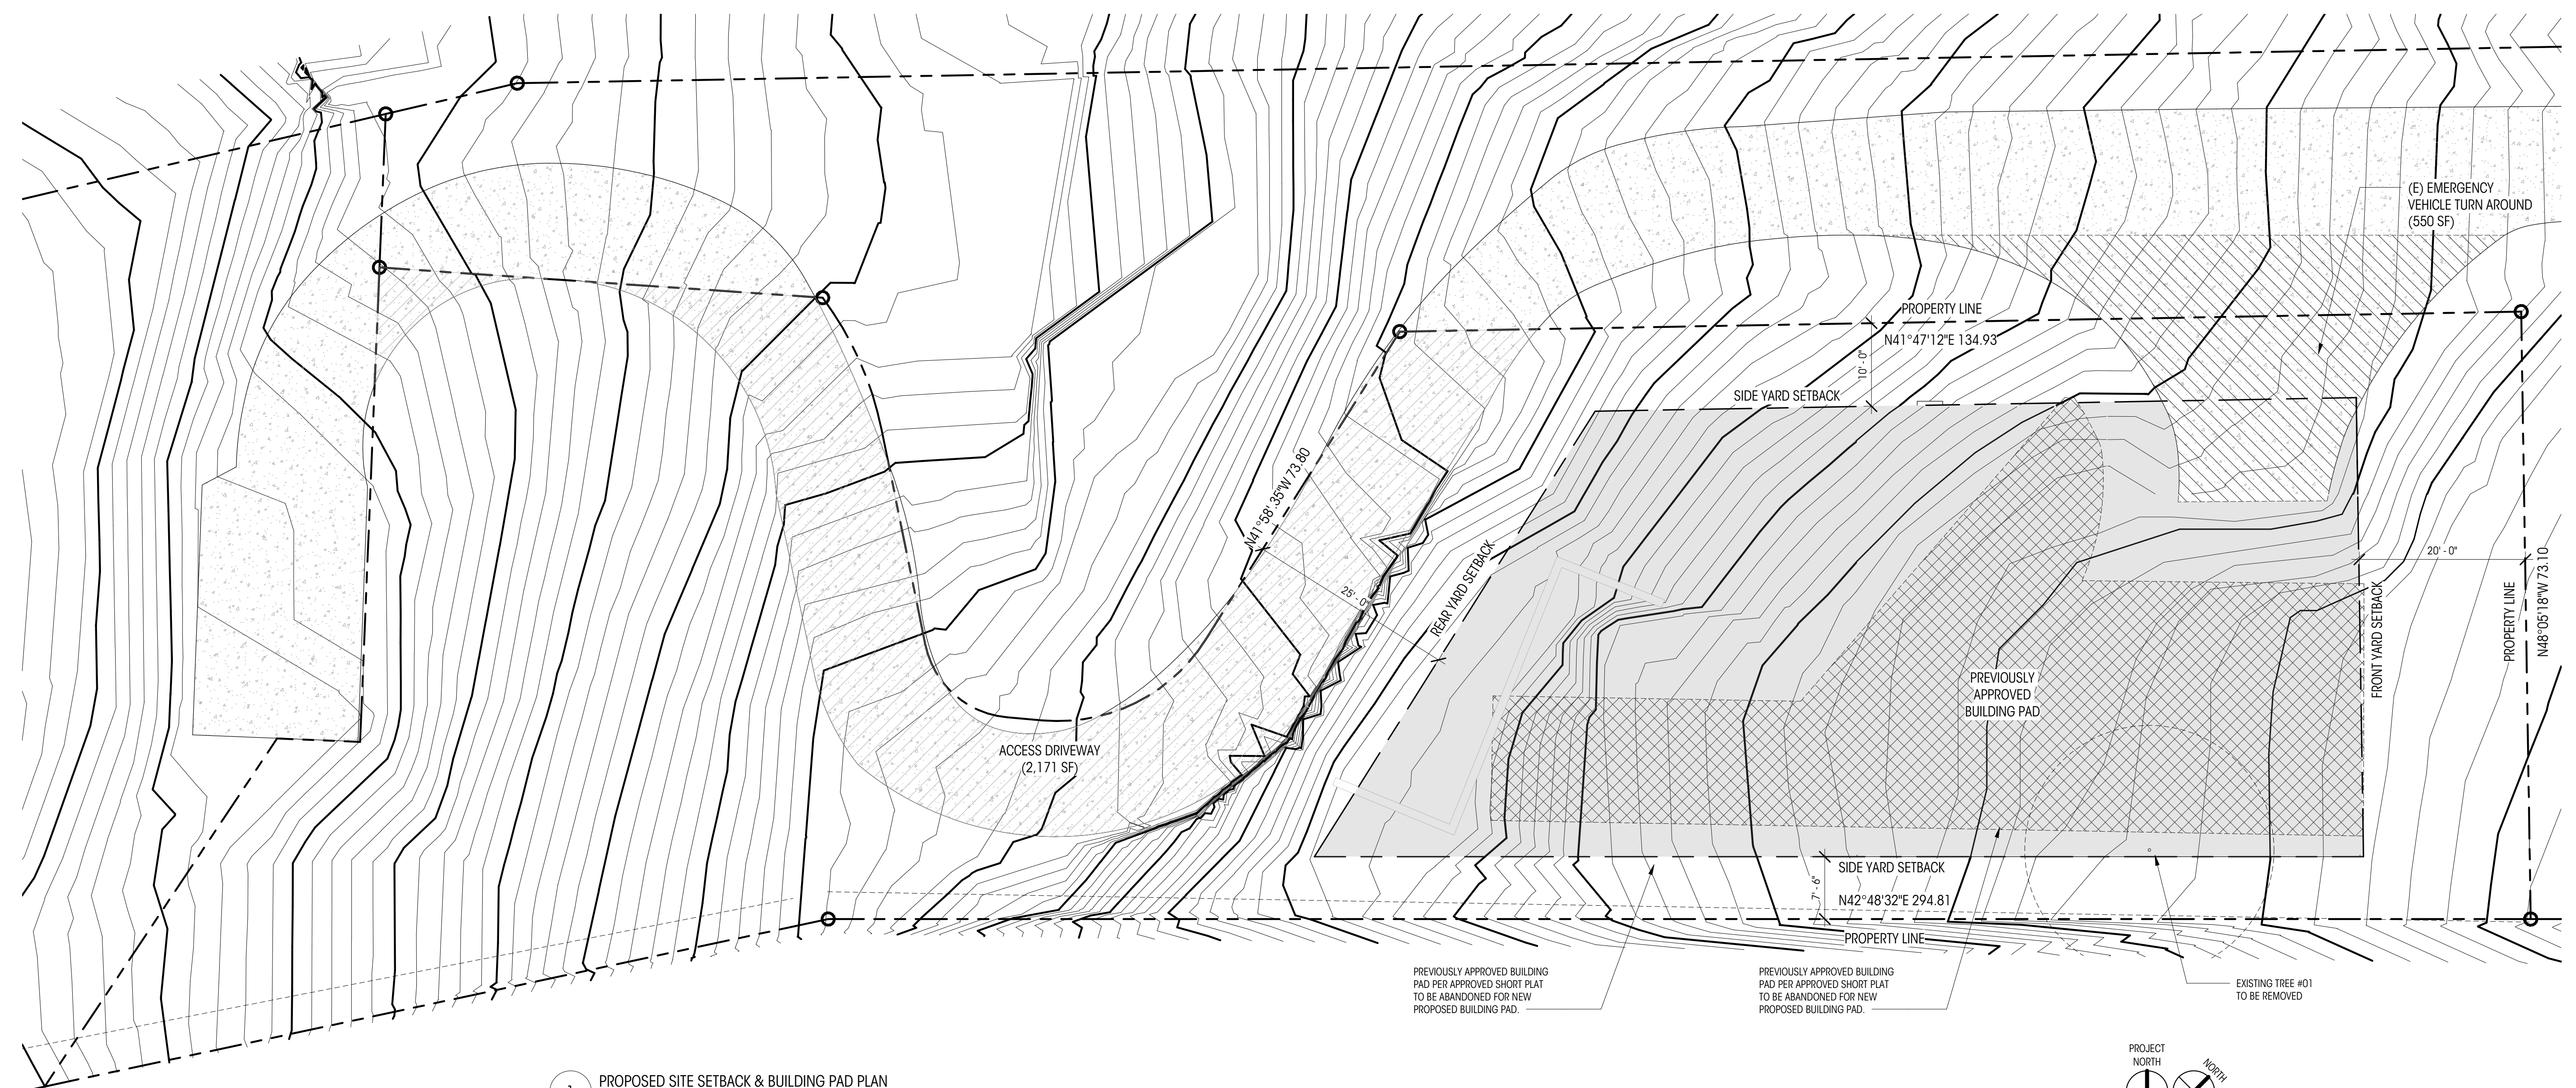 (E) EMERGENCY
VEHICLE TURN AROUND
(550 SF)
PROPERTY LINE
N41°47'12"E 134.93
10' - 0"
SIDE YARD SETBACK
N41°58'.35"W 73.80
25' - 0"
REAR YARD SETBACK
20' - 0"
FRONT YARD SETBACK
PROPERTY LINE
N48°05'18"W 73.10
PREVIOUSLY
APPROVED
BUILDING PAD
ACCESS DRIVEWAY
(2,171 SF)
SIDE YARD SETBACK
7' - 6"
N42°48'32"E 294.81
PROPERTY LINE
PREVIOUSLY APPROVED BUILDING
PAD PER APPROVED SHORT PLAT
TO BE ABANDONED FOR NEW
PROPOSED BUILDING PAD.
PREVIOUSLY APPROVED BUILDING
PAD PER APPROVED SHORT PLAT
TO BE ABANDONED FOR NEW
PROPOSED BUILDING PAD.
EXISTING TREE #01
TO BE REMOVED
PROJECT
NORTH
NORTH
1
PROPOSED SITE SETBACK & BUILDING PAD PLAN